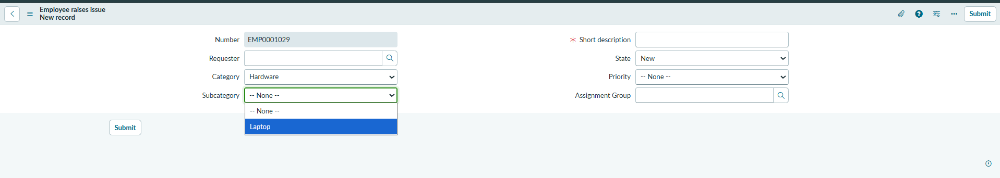 Employee raises issue
New record
Submit
Number EMP0001029
Short description
Requester
State New
Category Hardware
Priority -- None --
Subcategory -- None --
Assignment Group
-- None --
Laptop
Submit